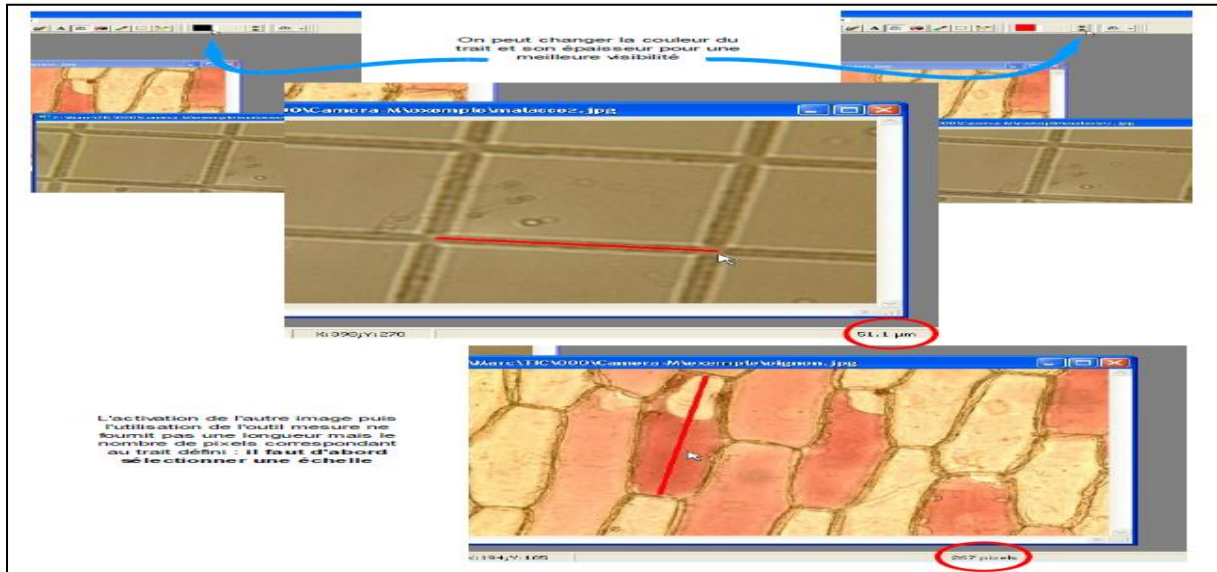 On peut changer la couleur du
trait et son épaisseur pour une
meilleure visibilité
51.1 µm
L'activation de l'autre image puis
l'utilisation de l'outil mesure ne
fournit pas une longueur mais le
nombre de pixels correspondant
au trait défini : il faut d'abord
sélectionner une échelle
X:194;Y:165
267 pixels